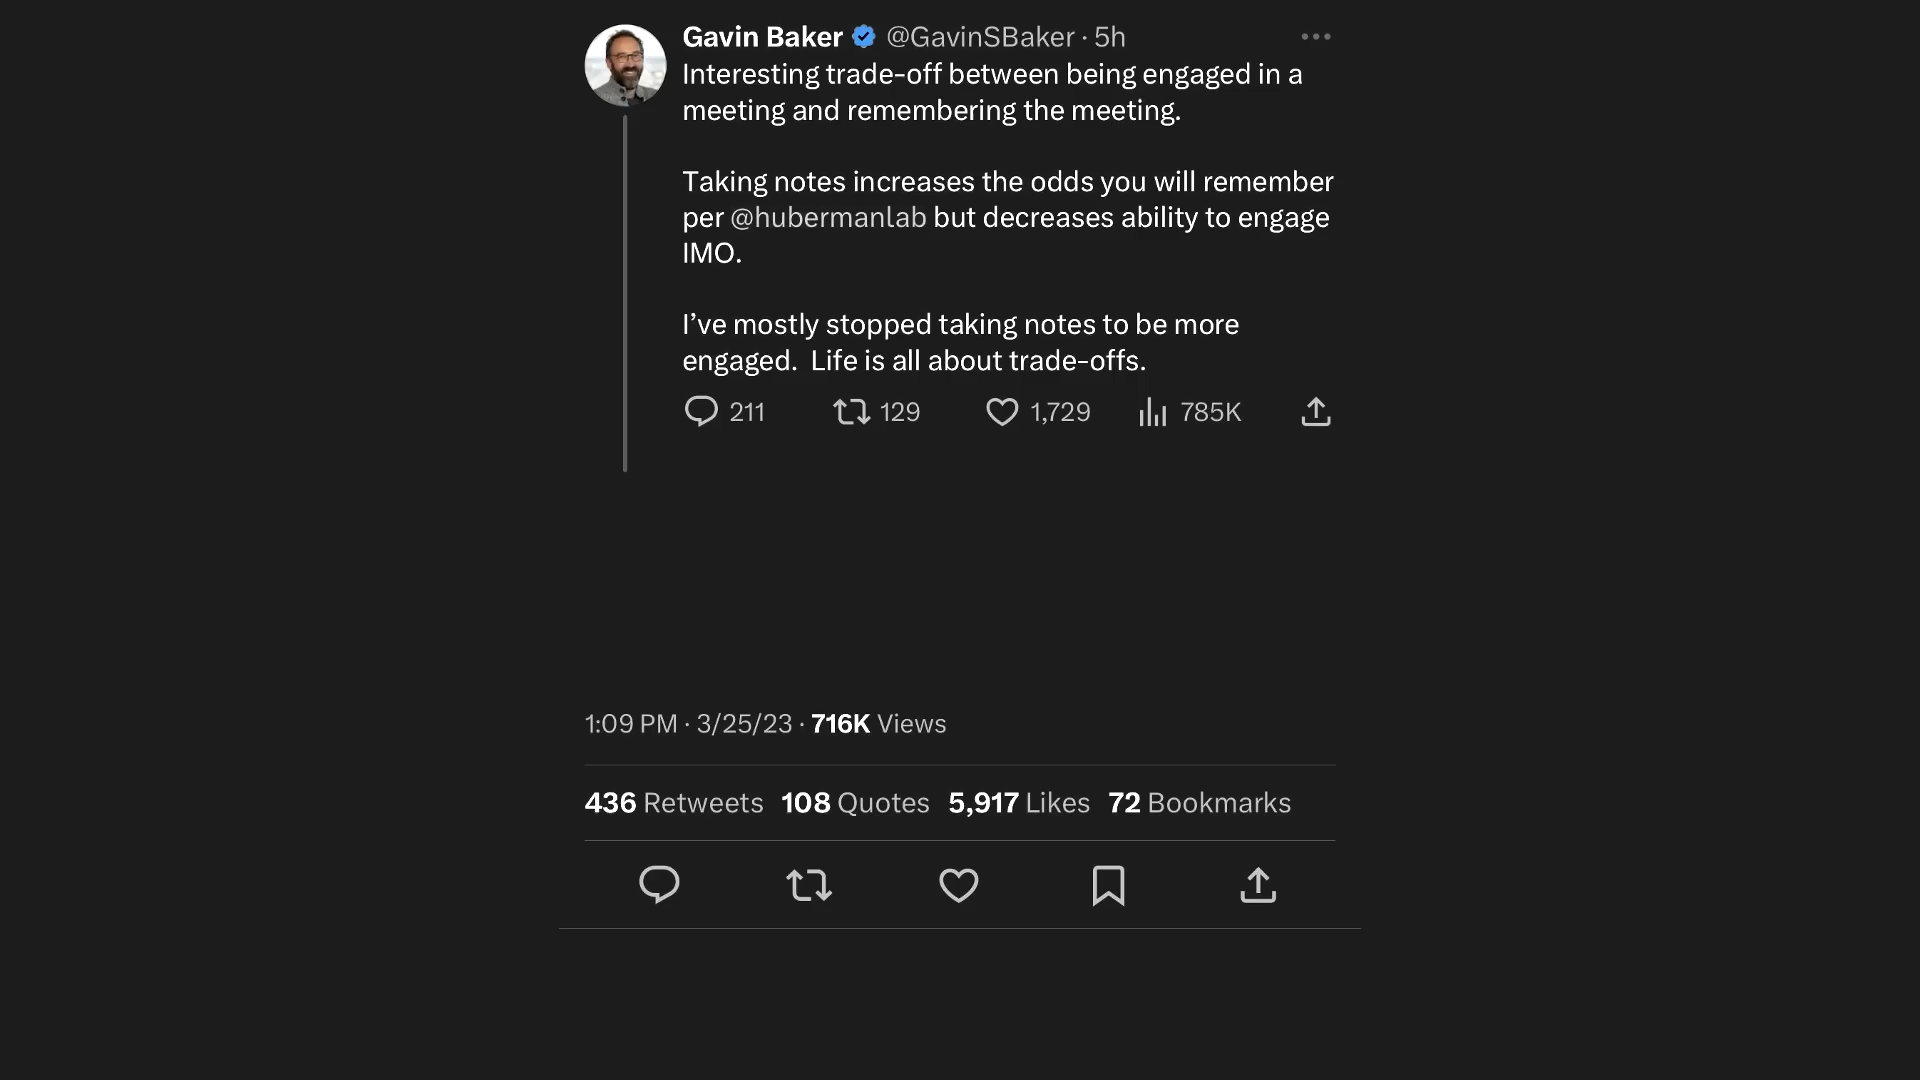 Gavin Baker @GavinSBaker · 5h
Interesting trade-off between being engaged in a
meeting and remembering the meeting.
Taking notes increases the odds you will remember
per @hubermanlab but decreases ability to engage
IMO.
I’ve mostly stopped taking notes to be more
engaged.  Life is all about trade-offs.
211 129 1,729 785K
1:09 PM · 3/25/23 · 716K Views
436 Retweets 108 Quotes 5,917 Likes 72 Bookmarks